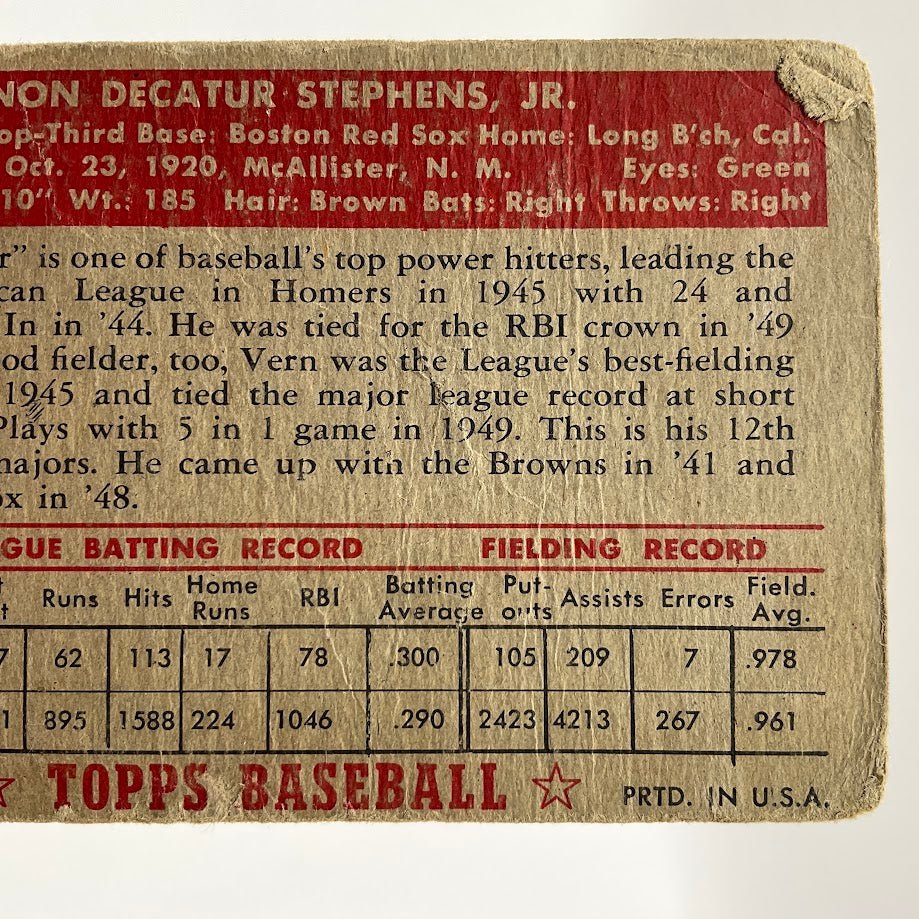 NON DECATUR STEPHENS, JR.
op-Third Base: Boston Red Sox Home: Long B'ch, Cal.
Oct. 23, 1920, McAllister, N. M. Eyes: Green
10" Wt.: 185 Hair: Brown Bats: Right Throws: Right
r" is one of baseball's top power hitters, leading the
can League in Homers in 1945 with 24 and
In in '44. He was tied for the RBI crown in '49
od fielder, too, Vern was the League's best-fielding
1945 and tied the major league record at short
Plays with 5 in 1 game in 1949. This is his 12th
majors. He came up with the Browns in '41 and
ox in '48.
GUE BATTING RECORD FIELDING RECORD
t Runs Hits Home Runs RBI Batting Average Put-outs Assists Errors Field. Avg.
7 62 113 17 78 .300 105 209 7 .978
1 895 1588 224 1046 .290 2423 4213 267 .961
TOPPS BASEBALL PRTD. IN U.S.A.